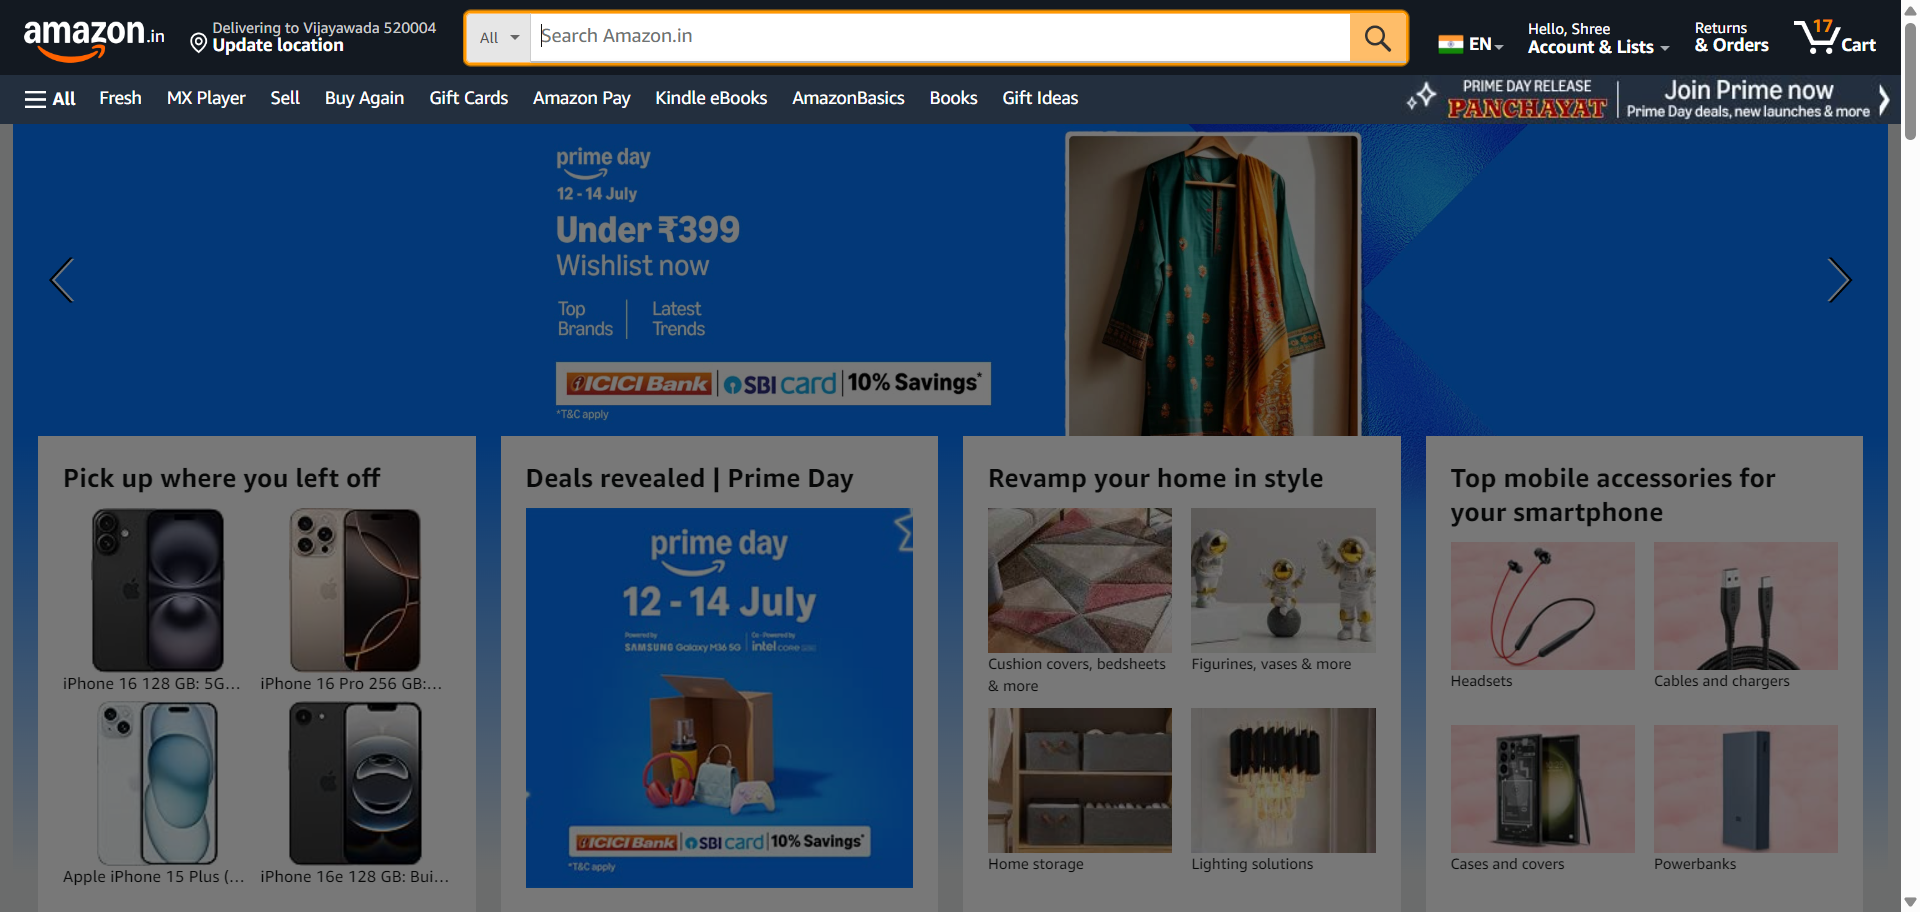 amazon.in
Delivering to Vijayawada 520004
Update location
All
Search Amazon.in
EN
Hello, Shree
Account & Lists
Returns
& Orders
17
Cart
All
Fresh
MX Player
Sell
Buy Again
Gift Cards
Amazon Pay
Kindle eBooks
AmazonBasics
Books
Gift Ideas
PRIME DAY RELEASE
PANCHAYAT
Join Prime now
Prime Day deals, new launches & more
prime day
12 - 14 July
Under ₹399
Wishlist now
Top
Brands
Latest
Trends
ICICI Bank SBI card 10% Savings*
*T&C apply
Pick up where you left off
iPhone 16 128 GB: 5G...
iPhone 16 Pro 256 GB:...
Apple iPhone 15 Plus (...
iPhone 16e 128 GB: Bui...
Deals revealed | Prime Day
prime day
12 - 14 July
Powered by
SAMSUNG Galaxy M36 5G
Co-Powered by
intel core
ICICI Bank SBI card 10% Savings*
*T&C apply
Revamp your home in style
Cushion covers, bedsheets
& more
Figurines, vases & more
Home storage
Lighting solutions
Top mobile accessories for
your smartphone
Headsets
Cables and chargers
Cases and covers
Powerbanks